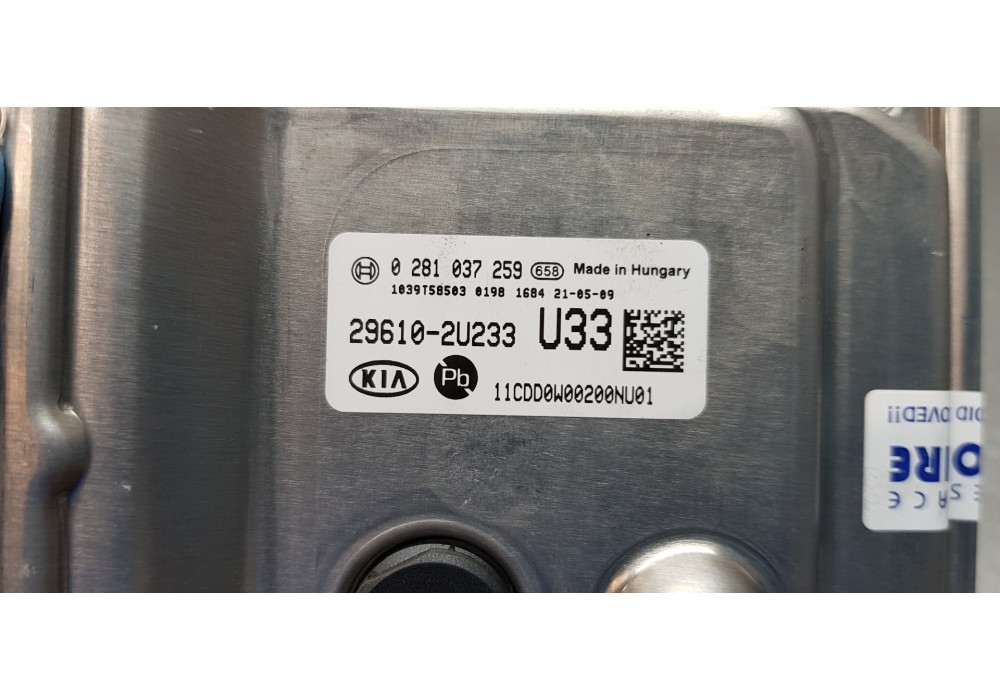 0 281 037 259 658 Made in Hungary
1039T58503 0198 1684 21-05-09
29610-2U233 U33
KIA Pb 11CDD0W00200NU01